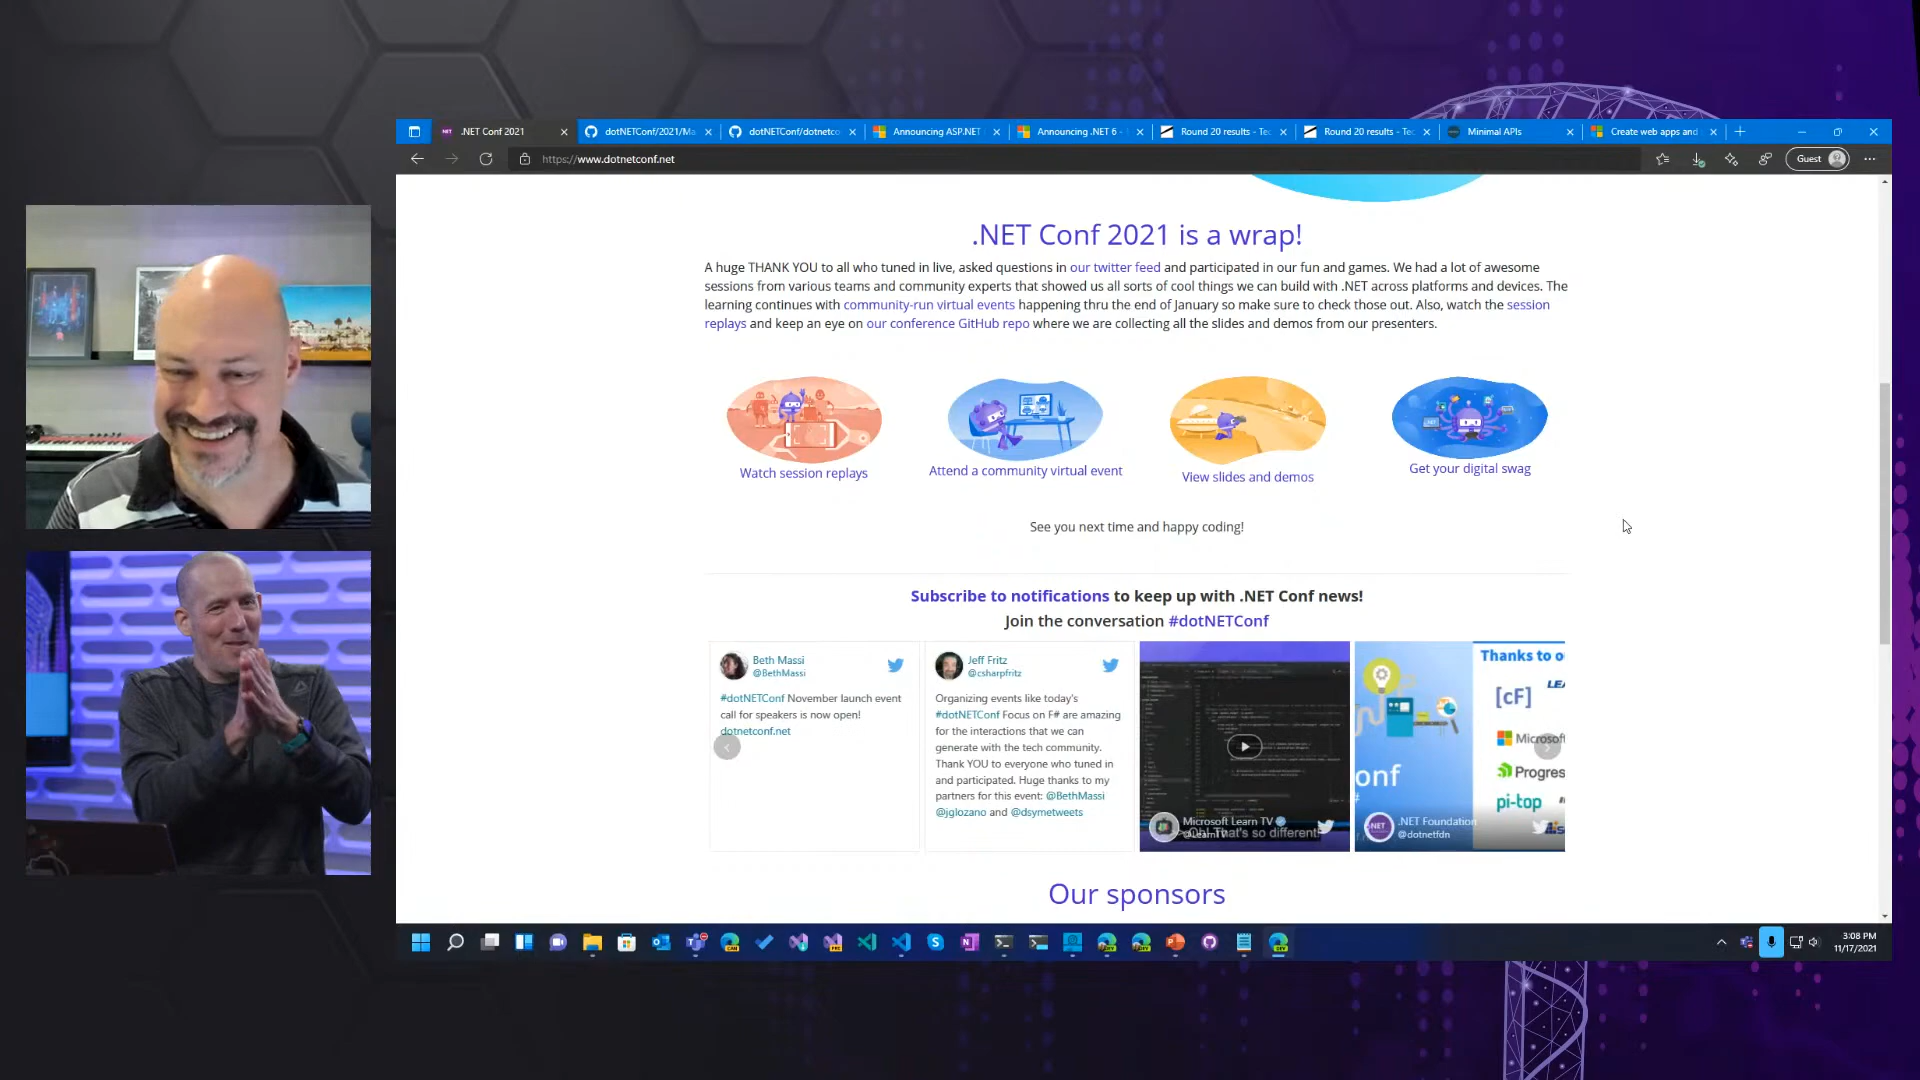 .NET Conf 2021
dotNETConf/2021/Ma
dotNETConf/dotnetco
Announcing ASP.NET
Announcing .NET 6 -
Round 20 results - Tec
Round 20 results - Tec
Minimal APIs
Create web apps and
https://www.dotnetconf.net
Guest
.NET Conf 2021 is a wrap!
A huge THANK YOU to all who tuned in live, asked questions in our twitter feed and participated in our fun and games. We had a lot of awesome
sessions from various teams and community experts that showed us all sorts of cool things we can build with .NET across platforms and devices. The
learning continues with community-run virtual events happening thru the end of January so make sure to check those out. Also, watch the session
replays and keep an eye on our conference GitHub repo where we are collecting all the slides and demos from our presenters.
Watch session replays
Attend a community virtual event
View slides and demos
Get your digital swag
See you next time and happy coding!
Subscribe to notifications to keep up with .NET Conf news!
Join the conversation #dotNETConf
Beth Massi
@BethMassi
#dotNETConf November launch event
call for speakers is now open!
dotnetconf.net
Jeff Fritz
@csharpfritz
Organizing events like today's
#dotNETConf Focus on F# are amazing
for the interactions that we can
generate with the tech community.
Thank YOU to everyone who tuned in
and participated. Huge thanks to my
partners for this event: @BethMassi
@jglozano and @dsymetweets
Microsoft Learn TV
@LearnTV
Oh! That's so different!
Thanks to o
[cF]
LEA
Microsof
Progres
pi-top
onf
.NET
.NET Foundation
@dotnetfdn
Our sponsors
3:08 PM
11/17/2021